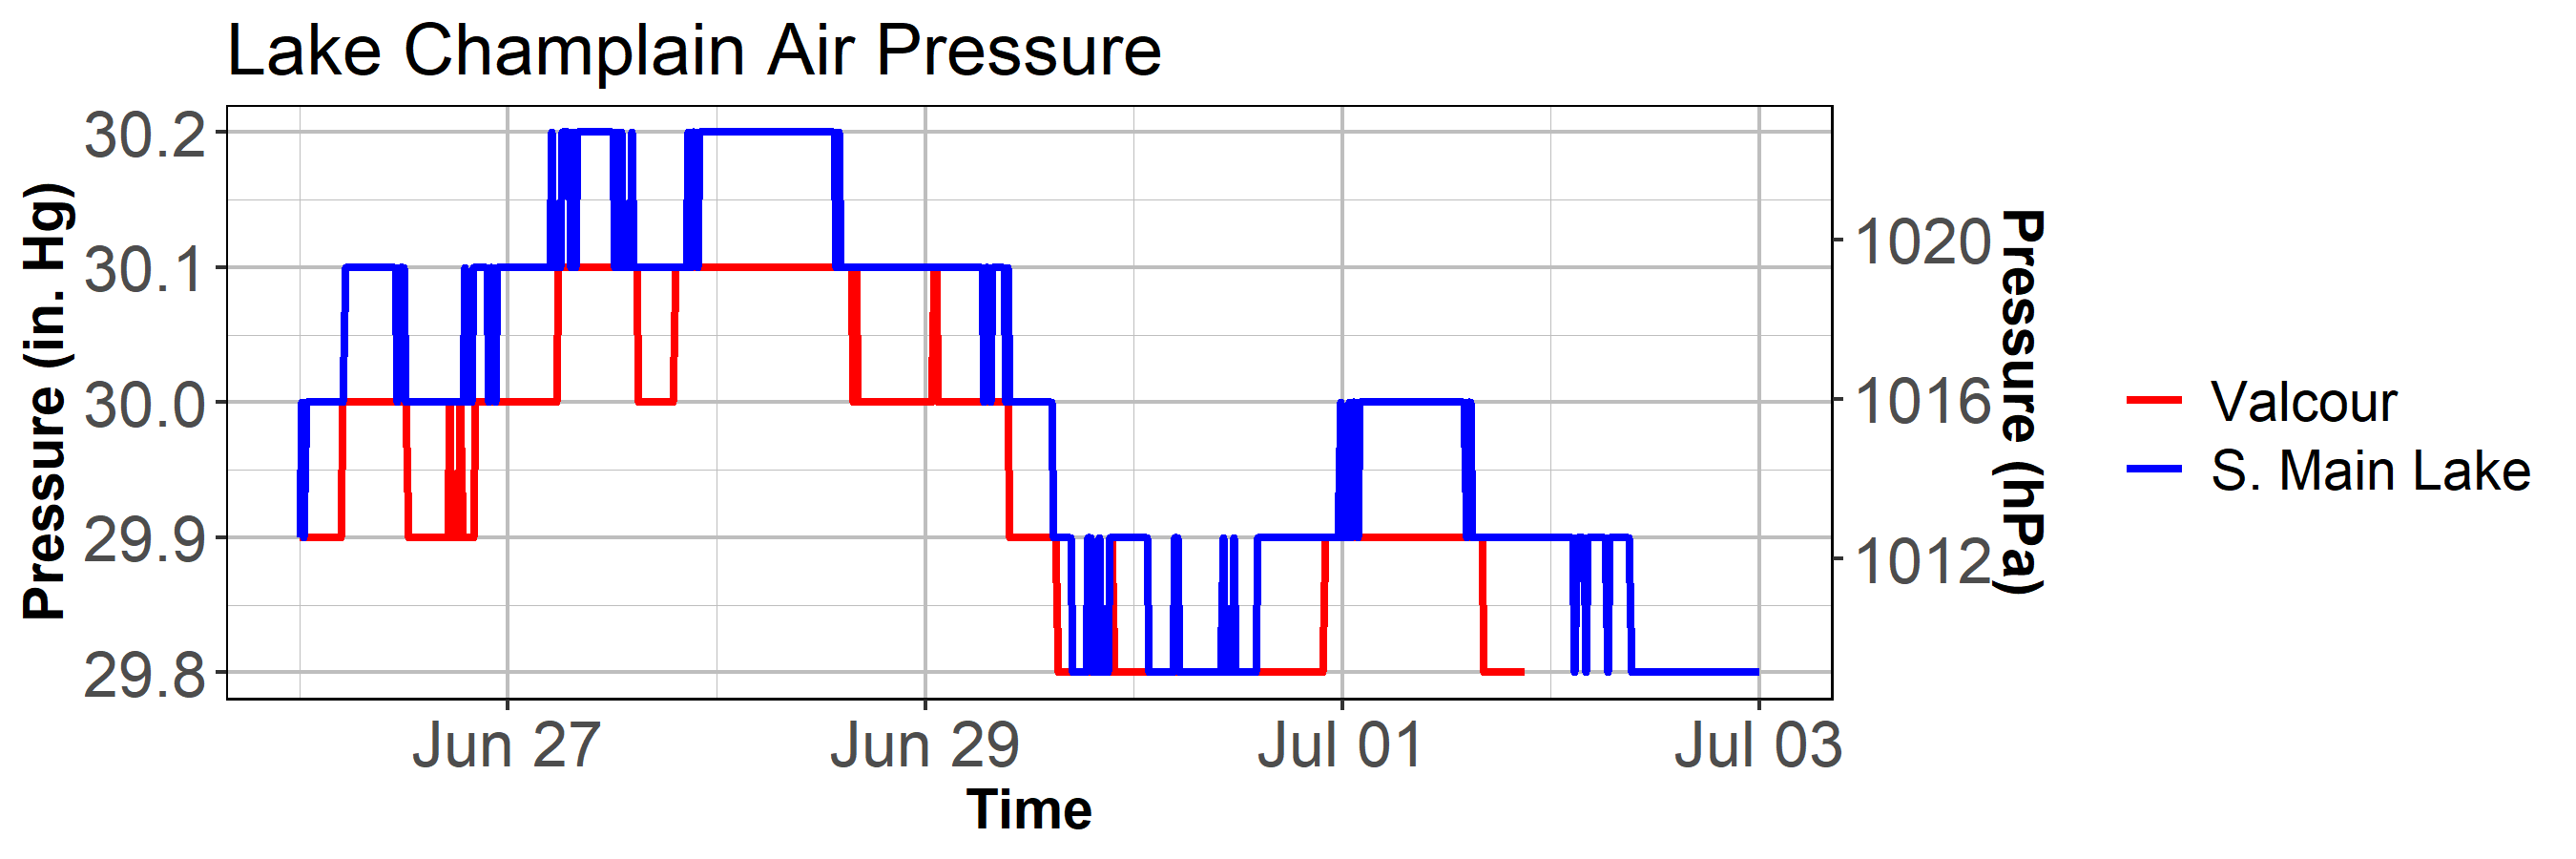 Lake Champlain Air Pressure
30.2
30.1
30.0
29.9
29.8
Pressure (in. Hg)
Jun 27
Jun 29
Jul 01
Jul 03
Time
1020
1016
1012
Pressure (hPa)
Valcour
S. Main Lake